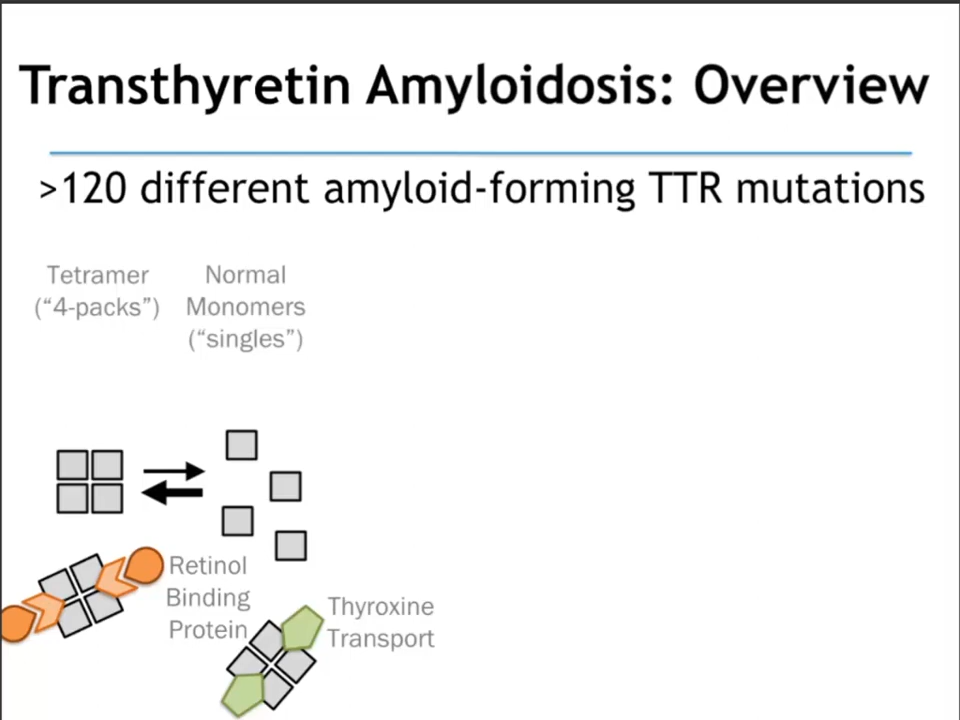 Transthyretin Amyloidosis: Overview
>120 different amyloid-forming TTR mutations
Tetramer
("4-packs")
Normal
Monomers
("singles")
Retinol
Binding
Protein
Thyroxine
Transport